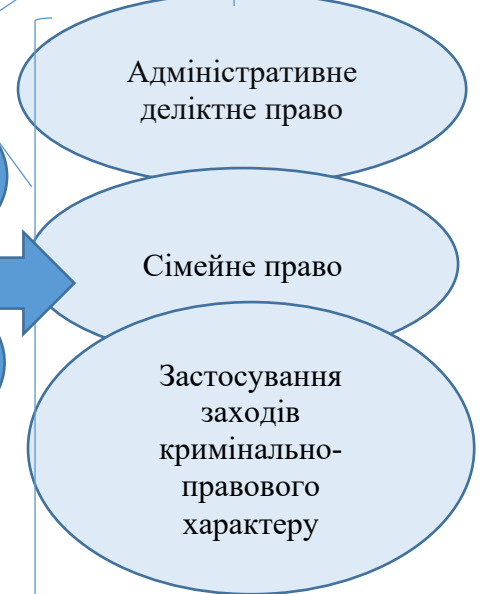 Адміністративне
деліктне право
Сімейне право
Застосування
заходів
кримінально-
правового
характеру